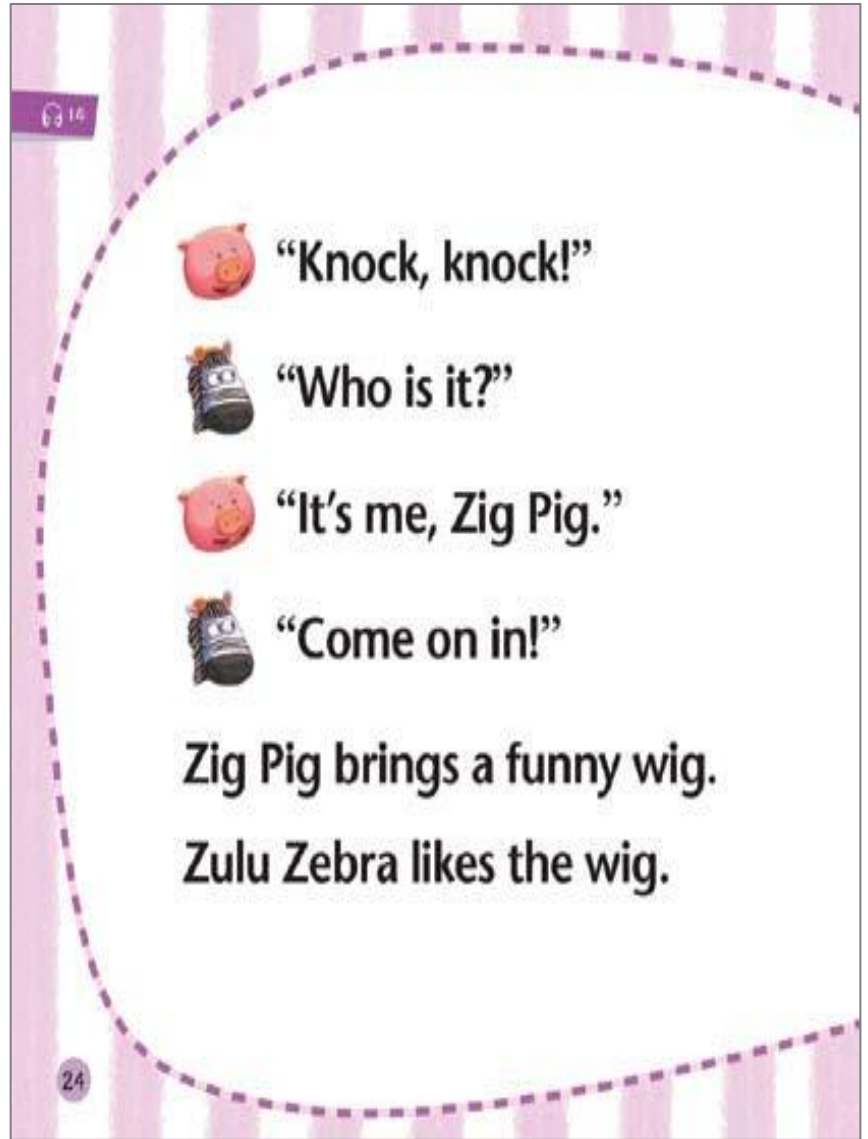 14
“Knock, knock!”
“Who is it?”
“It’s me, Zig Pig.”
“Come on in!”
Zig Pig brings a funny wig.
Zulu Zebra likes the wig.
24